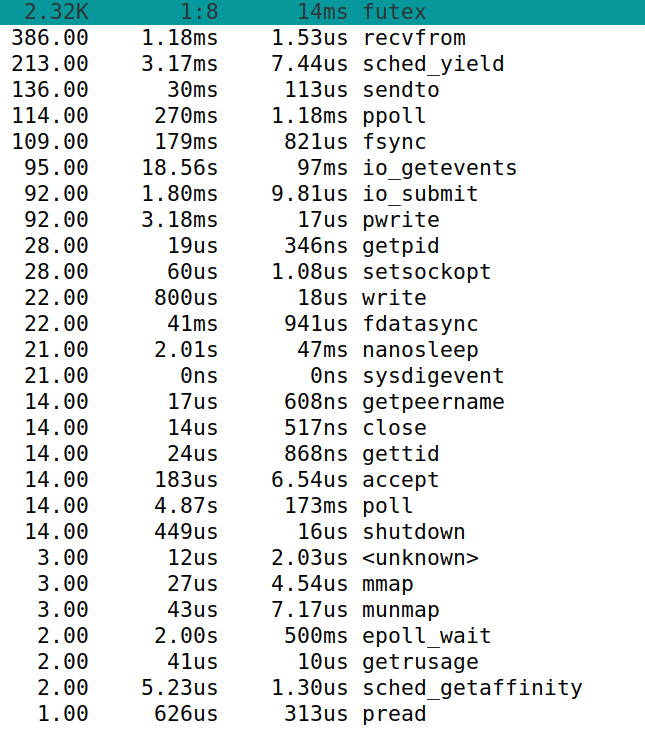 2.32K 1:8 14ms futex
386.00 1.18ms 1.53us recvfrom
213.00 3.17ms 7.44us sched_yield
136.00 30ms 113us sendto
114.00 270ms 1.18ms ppoll
109.00 179ms 821us fsync
95.00 18.56s 97ms io_getevents
92.00 1.80ms 9.81us io_submit
92.00 3.18ms 17us pwrite
28.00 19us 346ns getpid
28.00 60us 1.08us setsockopt
22.00 800us 18us write
22.00 41ms 941us fdatasync
21.00 2.01s 47ms nanosleep
21.00 0ns 0ns sysdigevent
14.00 17us 608ns getpeername
14.00 14us 517ns close
14.00 24us 868ns gettid
14.00 183us 6.54us accept
14.00 4.87s 173ms poll
14.00 449us 16us shutdown
3.00 12us 2.03us <unknown>
3.00 27us 4.54us mmap
3.00 43us 7.17us munmap
2.00 2.00s 500ms epoll_wait
2.00 41us 10us getrusage
2.00 5.23us 1.30us sched_getaffinity
1.00 626us 313us pread